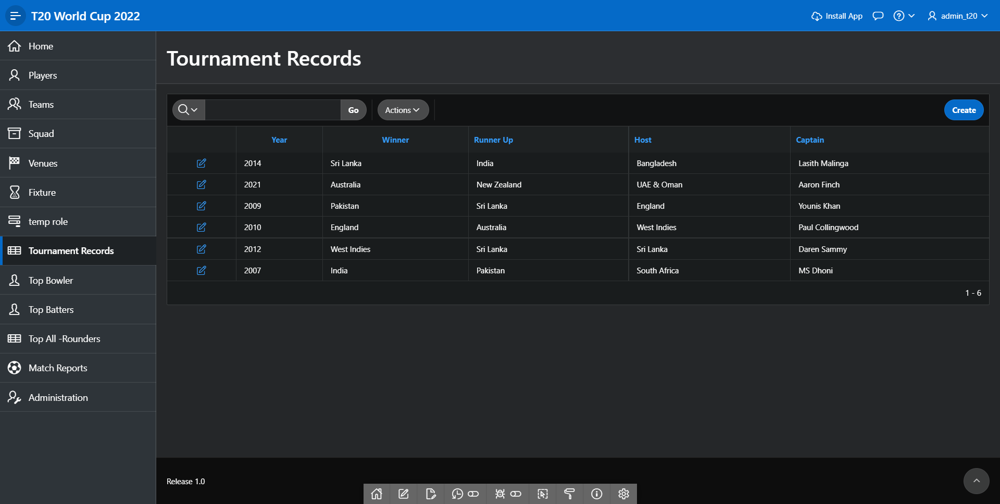 T20 World Cup 2022
Install App
admin_t20
Home
Players
Teams
Squad
Venues
Fixture
temp role
Tournament Records
Top Bowler
Top Batters
Top All -Rounders
Match Reports
Administration
Tournament Records
Go
Actions
Create
Year Winner Runner Up Host Captain
2014 Sri Lanka India Bangladesh Lasith Malinga
2021 Australia New Zealand UAE & Oman Aaron Finch
2009 Pakistan Sri Lanka England Younis Khan
2010 England Australia West Indies Paul Collingwood
2012 West Indies Sri Lanka Sri Lanka Daren Sammy
2007 India Pakistan South Africa MS Dhoni
1 - 6
Release 1.0